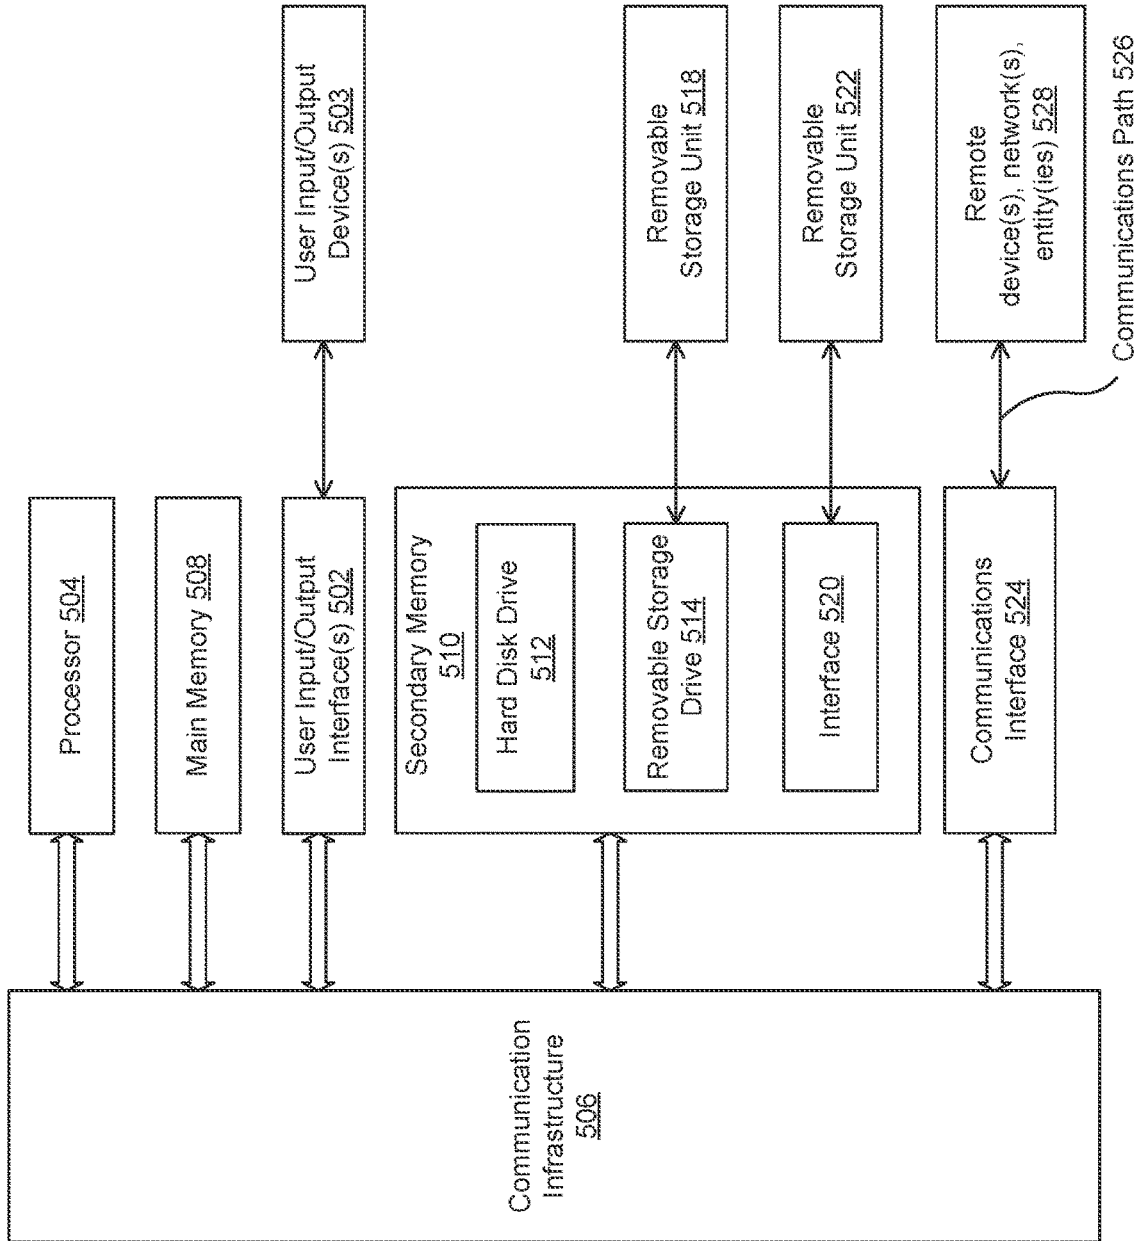 Processor 504
Main Memory 508
User Input/Output
Interface(s) 502
User Input/Output
Device(s) 503
Communication
Infrastructure
506
Secondary Memory
510
Hard Disk Drive
512
Removable Storage
Drive 514
Removable
Storage Unit 518
Interface 520
Removable
Storage Unit 522
Communications
Interface 524
Remote
device(s), network(s),
entity(ies) 528
Communications Path 526